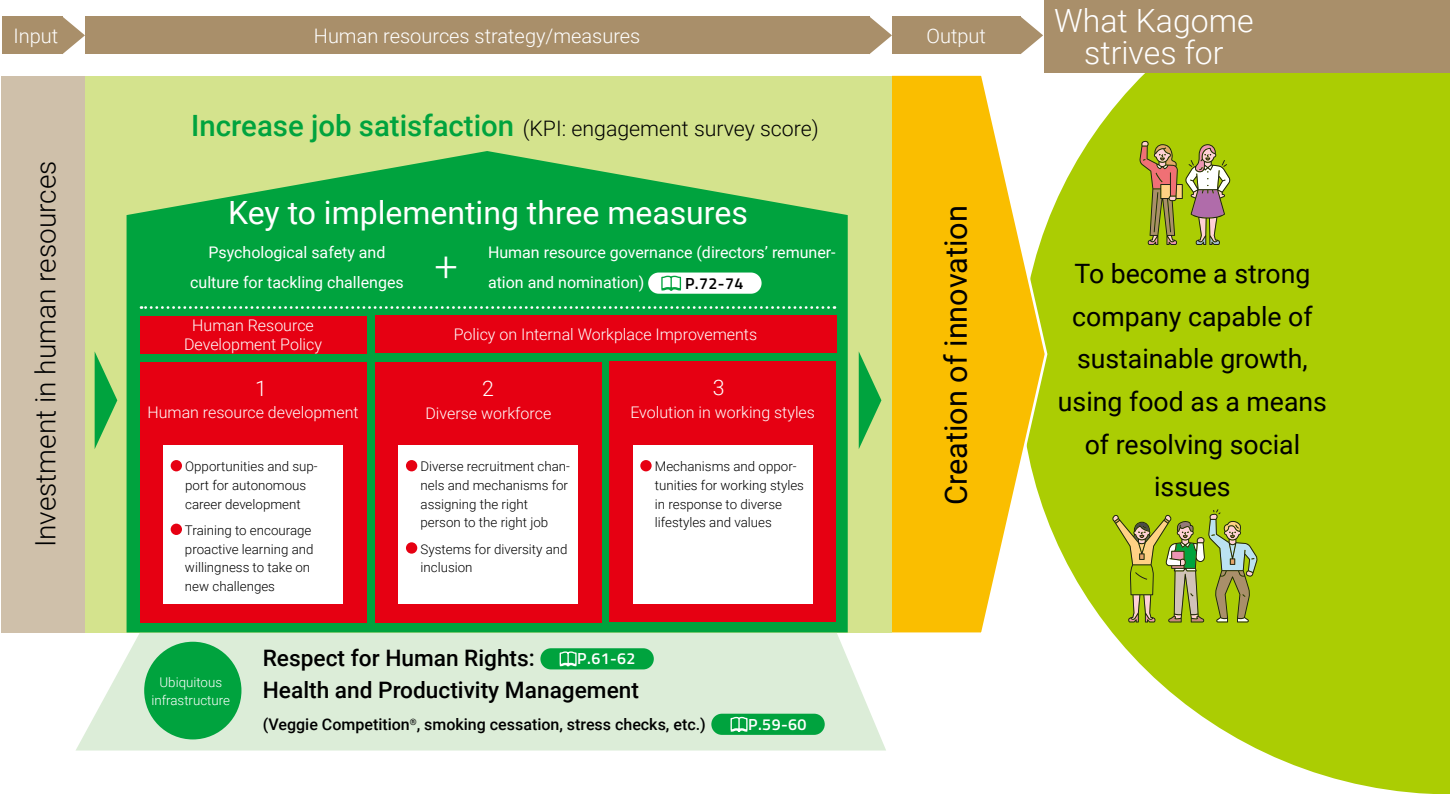 Input
Human resources strategy/measures
Output
What Kagome
strives for
Investment in human resources
Increase job satisfaction (KPI: engagement survey score)
Key to implementing three measures
Psychological safety and
culture for tackling challenges
+
Human resource governance (directors’ remuner-
ation and nomination) P.72-74
Human Resource
Development Policy
Policy on Internal Workplace Improvements
1
Human resource development
Opportunities and sup-
port for autonomous
career development
Training to encourage
proactive learning and
willingness to take on
new challenges
2
Diverse workforce
Diverse recruitment chan-
nels and mechanisms for
assigning the right
person to the right job
Systems for diversity and
inclusion
3
Evolution in working styles
Mechanisms and oppor-
tunities for working styles
in response to diverse
lifestyles and values
Creation of innovation
To become a strong
company capable of
sustainable growth,
using food as a means
of resolving social
issues
Ubiquitous
infrastructure
Respect for Human Rights: P.61-62
Health and Productivity Management
(Veggie Competition®, smoking cessation, stress checks, etc.) P.59-60